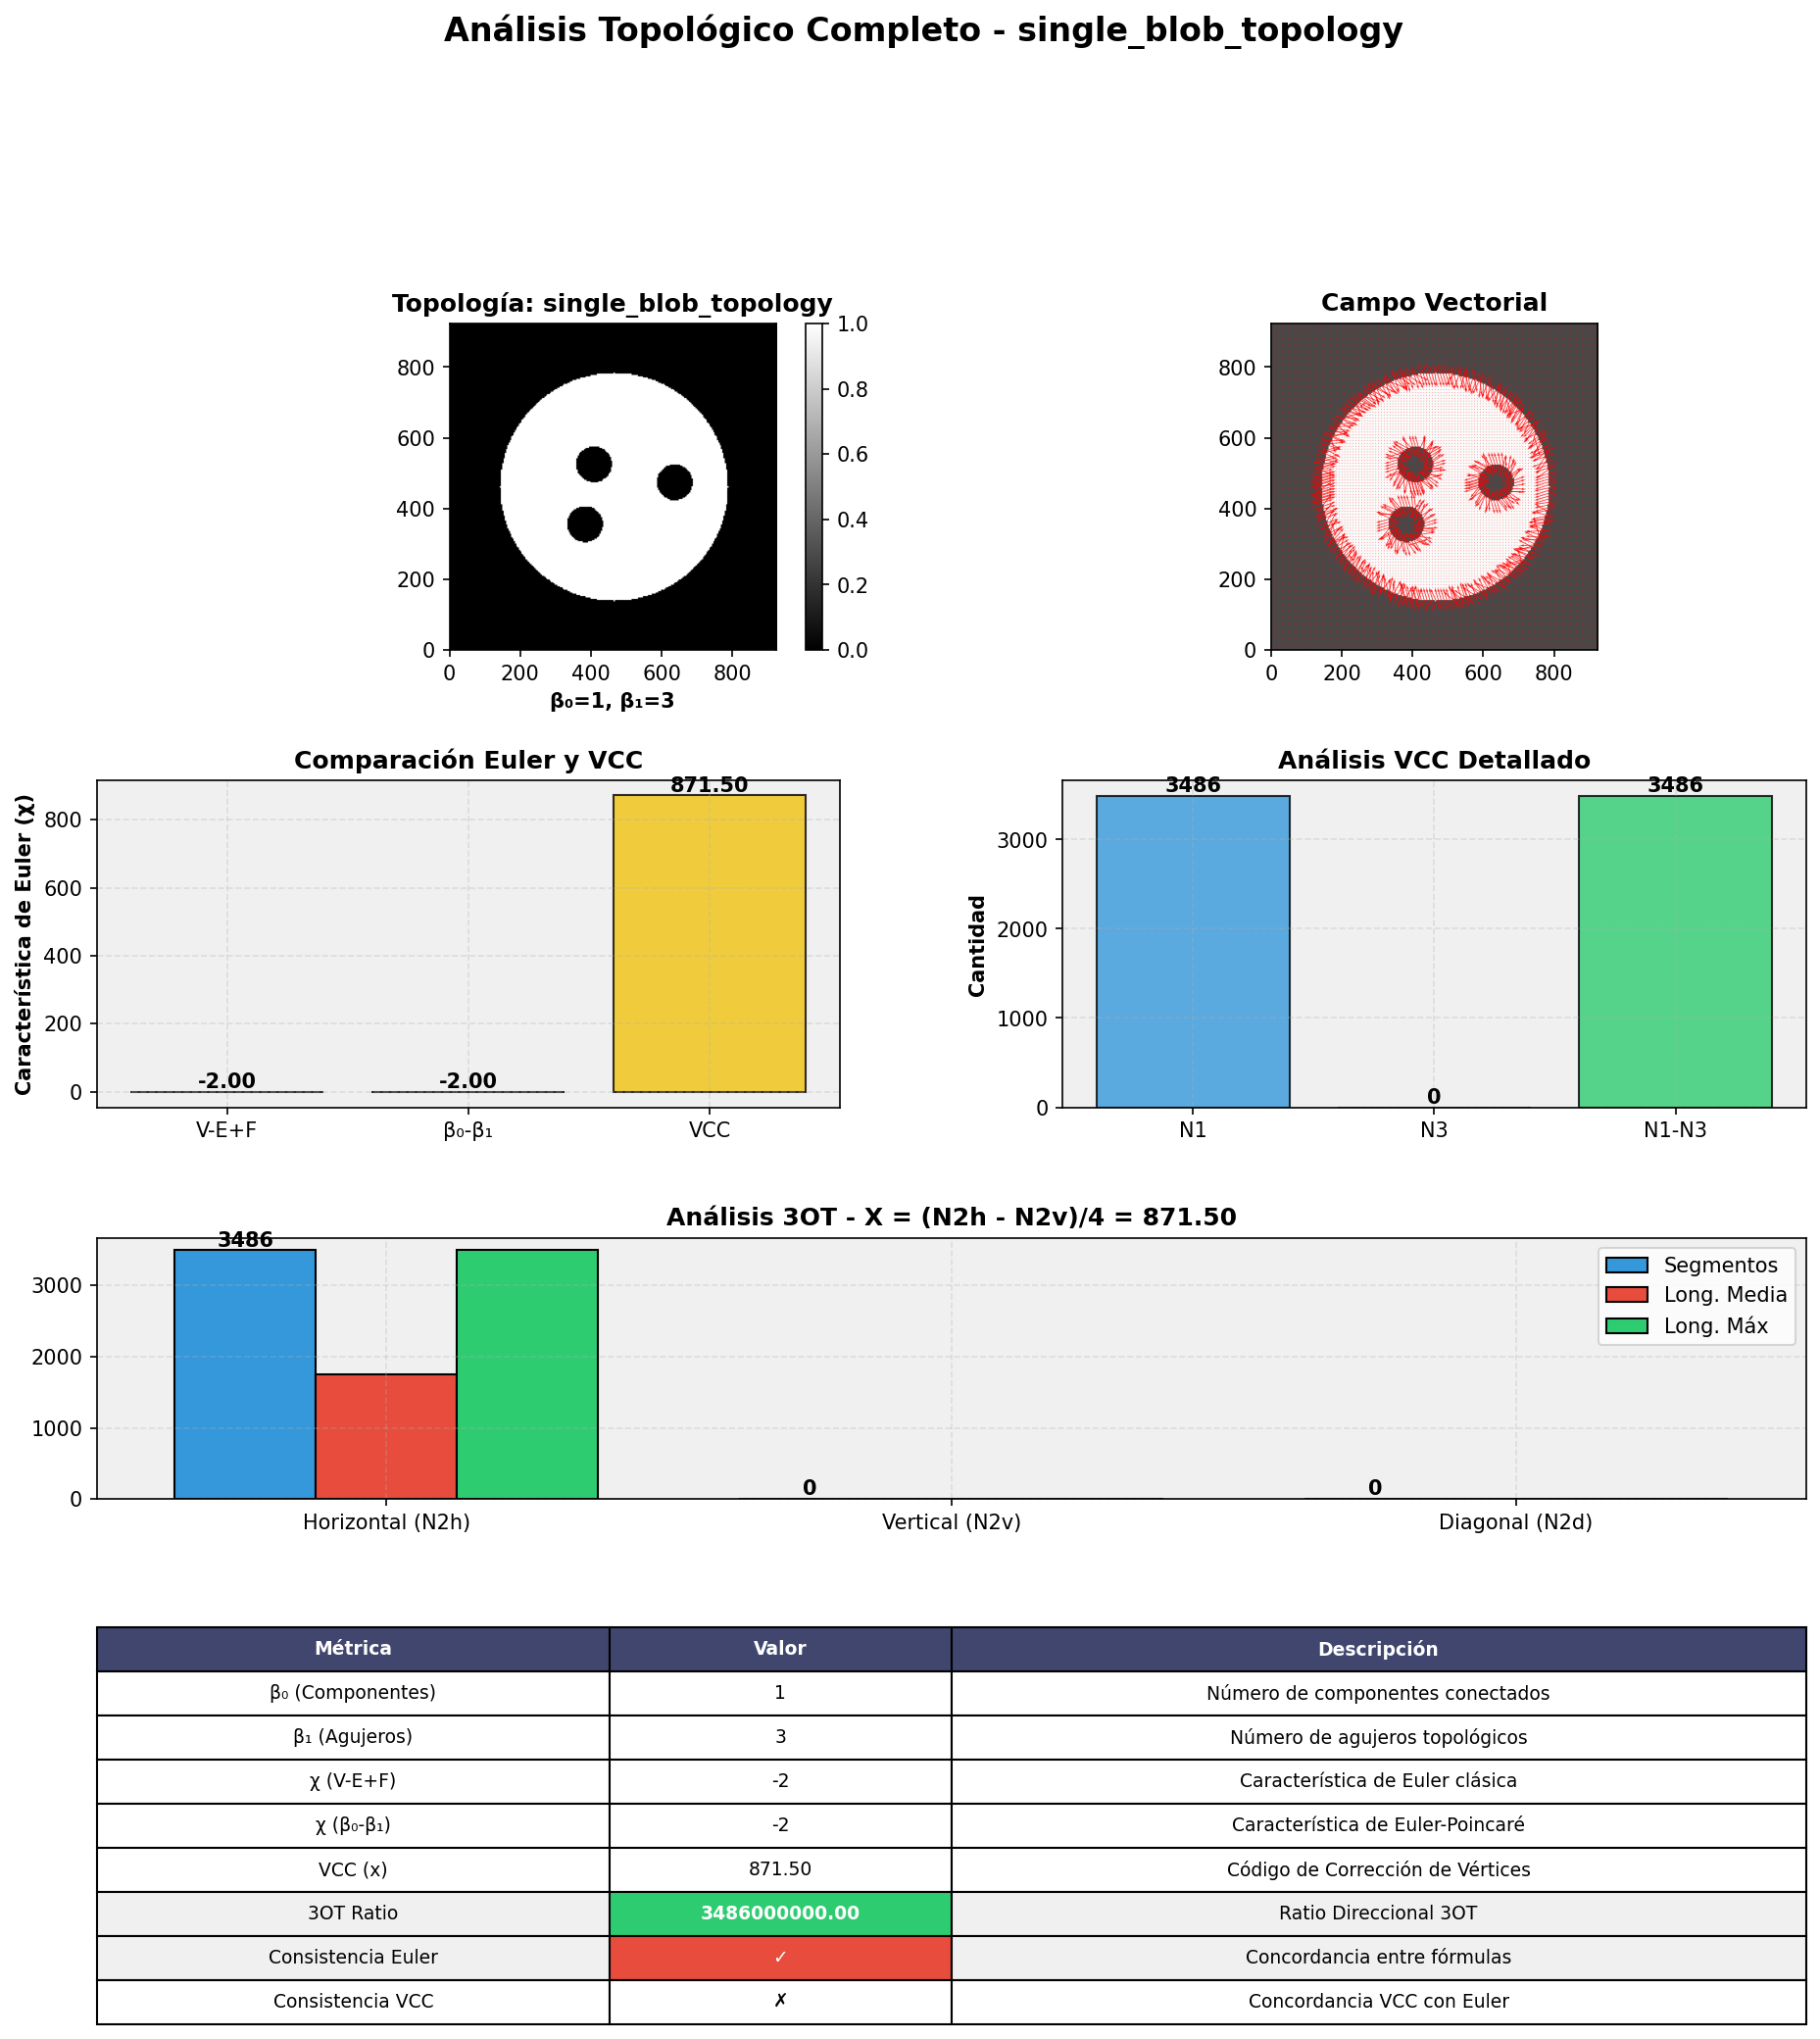 Análisis Topológico Completo - single_blob_topology
Topología: single_blob_topology
800
600
400
200
0
0 200 400 600 800
β₀=1, β₁=3
1.0
0.8
0.6
0.4
0.2
0.0
Campo Vectorial
800
600
400
200
0
0 200 400 600 800
Comparación Euler y VCC
Característica de Euler (χ)
800
600
400
200
0
-2.00 -2.00 871.50
V-E+F β₀-β₁ VCC
Análisis VCC Detallado
Cantidad
3000
2000
1000
0
3486 0 3486
N1 N3 N1-N3
Análisis 3OT - X = (N2h - N2v)/4 = 871.50
3000
2000
1000
0
3486 0 0
Horizontal (N2h) Vertical (N2v) Diagonal (N2d)
Segmentos
Long. Media
Long. Máx
Métrica Valor Descripción
β₀ (Componentes) 1 Número de componentes conectados
β₁ (Agujeros) 3 Número de agujeros topológicos
χ (V-E+F) -2 Característica de Euler clásica
χ (β₀-β₁) -2 Característica de Euler-Poincaré
VCC (x) 871.50 Código de Corrección de Vértices
3OT Ratio 3486000000.00 Ratio Direccional 3OT
Consistencia Euler ✓ Concordancia entre fórmulas
Consistencia VCC ✗ Concordancia VCC con Euler